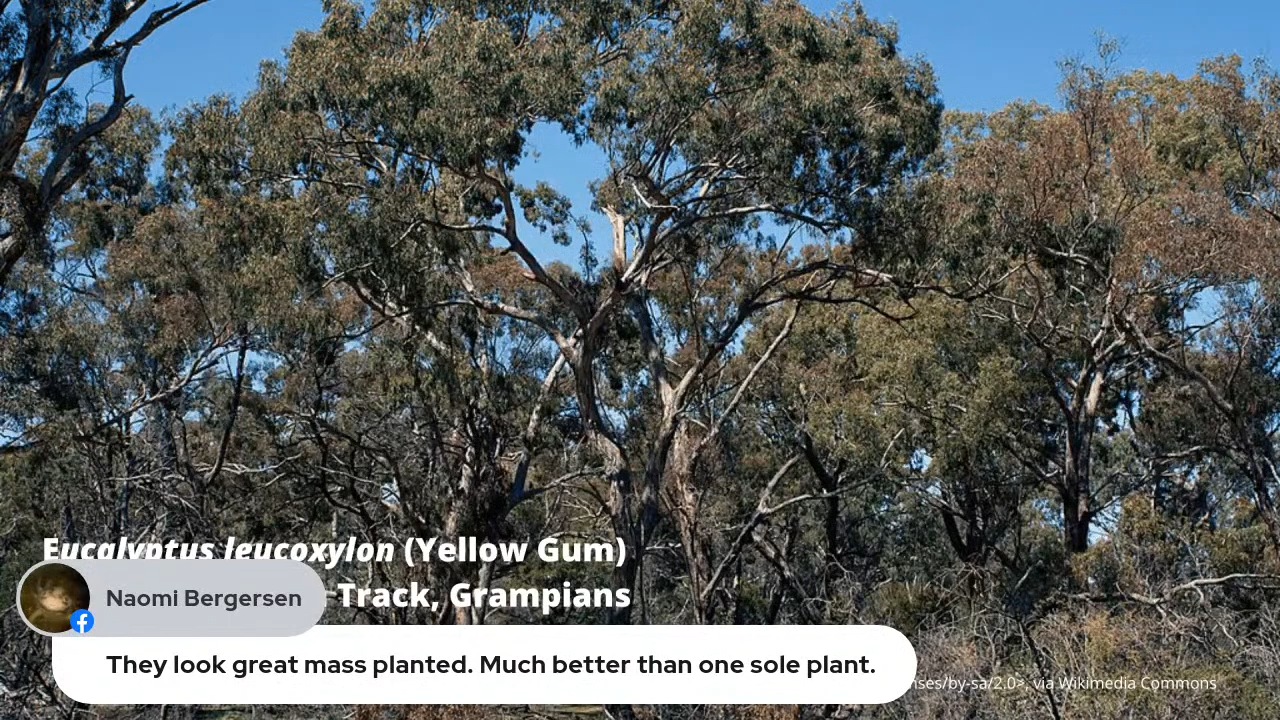 Eucalyptus leucoxylon (Yellow Gum)
Track, Grampians
Naomi Bergersen
They look great mass planted. Much better than one sole plant.
nses/by-sa/2.0>, via Wikimedia Commons